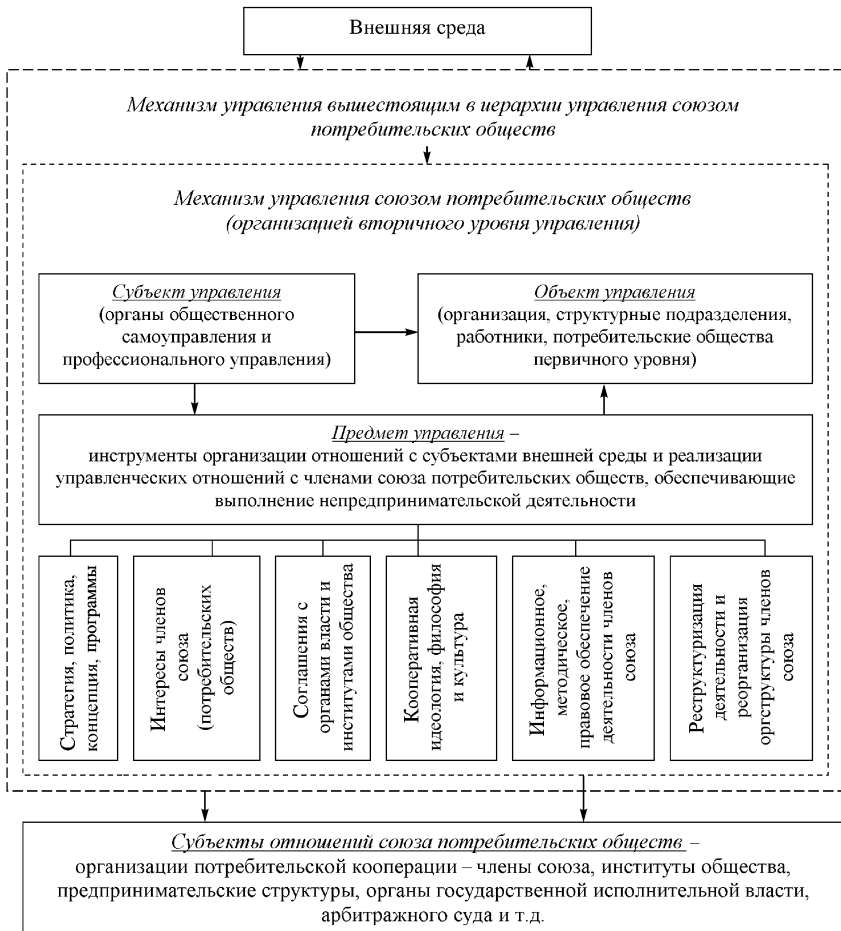 Внешняя среда
Механизм управления вышестоящим в иерархии управления союзом
потребительских обществ
Механизм управления союзом потребительских обществ
(организацией вторичного уровня управления)
Субъект управления
(органы общественного
самоуправления и
профессионального управления)
Объект управления
(организация, структурные подразделения,
работники, потребительские общества
первичного уровня)
Предмет управления –
инструменты организации отношений с субъектами внешней среды и реализации
управленческих отношений с членами союза потребительских обществ, обеспечивающие
выполнение непредпринимательской деятельности
Стратегия, политика,
концепция, программы
Интересы членов
союза
(потребительских
обществ)
Соглашения с
органами власти и
институтами общества
Кооперативная
идеология, философия
и культура
Информационное,
методическое,
правовое обеспечение
деятельности членов
союза
Реструктуризация
деятельности и
реорганизация
оргструктуры членов
союза
Субъекты отношений союза потребительских обществ –
организации потребительской кооперации – члены союза, институты общества,
предпринимательские структуры, органы государственной исполнительной власти,
арбитражного суда и т.д.